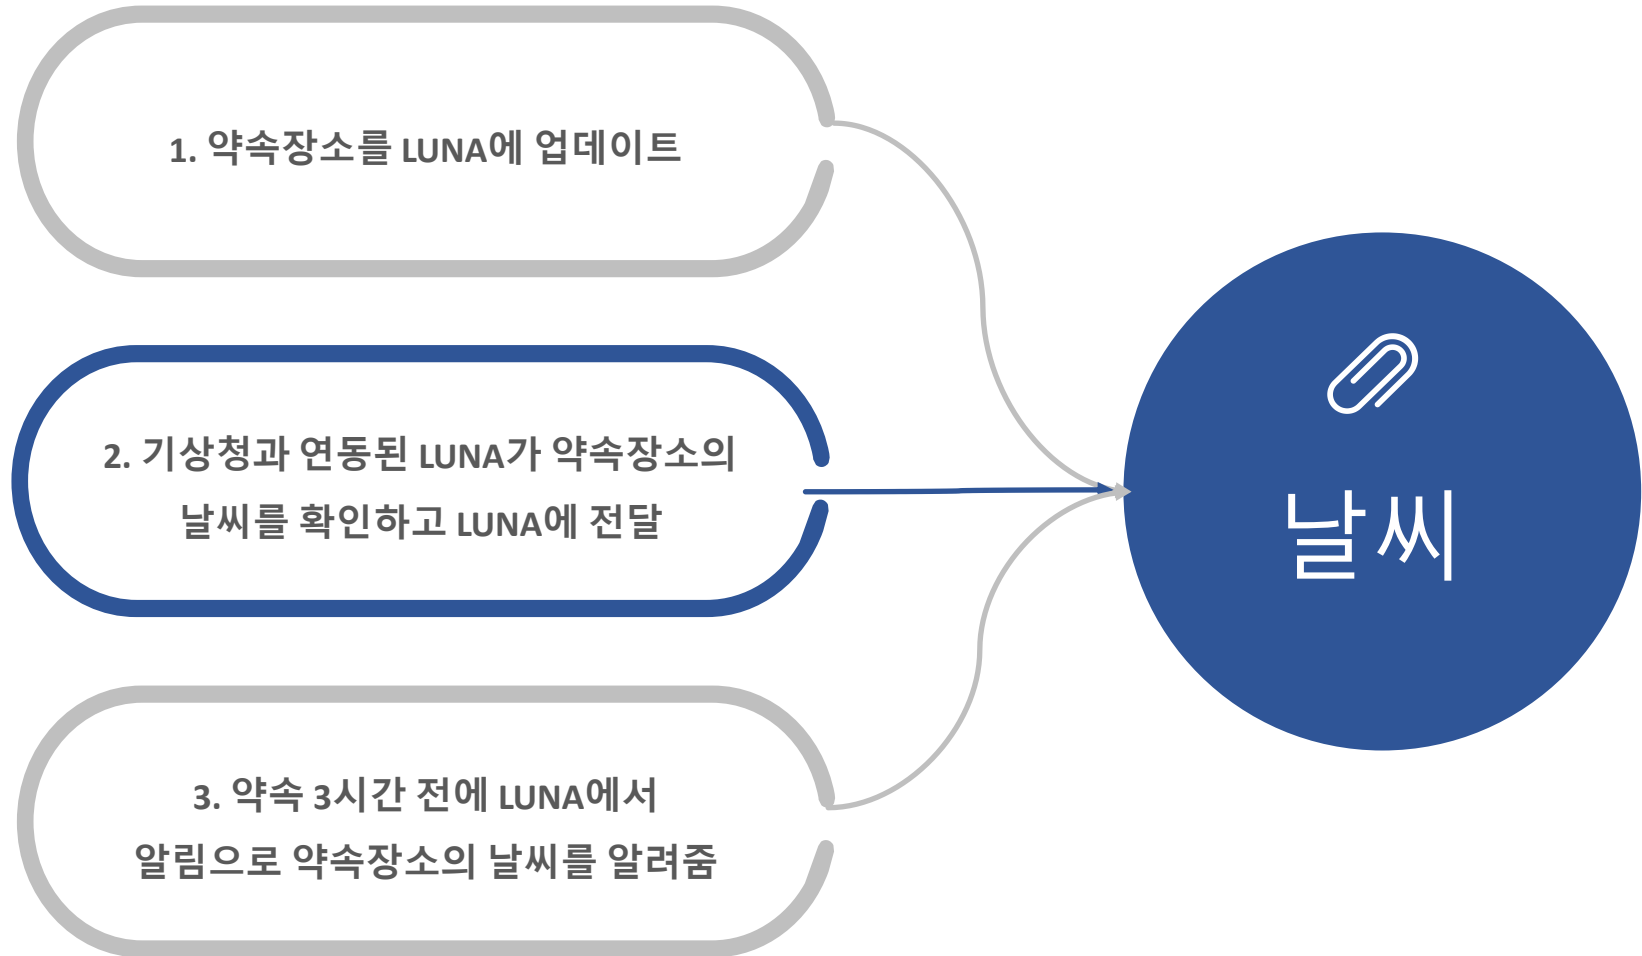 1. 약속장소를 LUNA에 업데이트
2. 기상청과 연동된 LUNA가 약속장소의
날씨를 확인하고 LUNA에 전달
3. 약속 3시간 전에 LUNA에서
알림으로 약속장소의 날씨를 알려줌
날씨